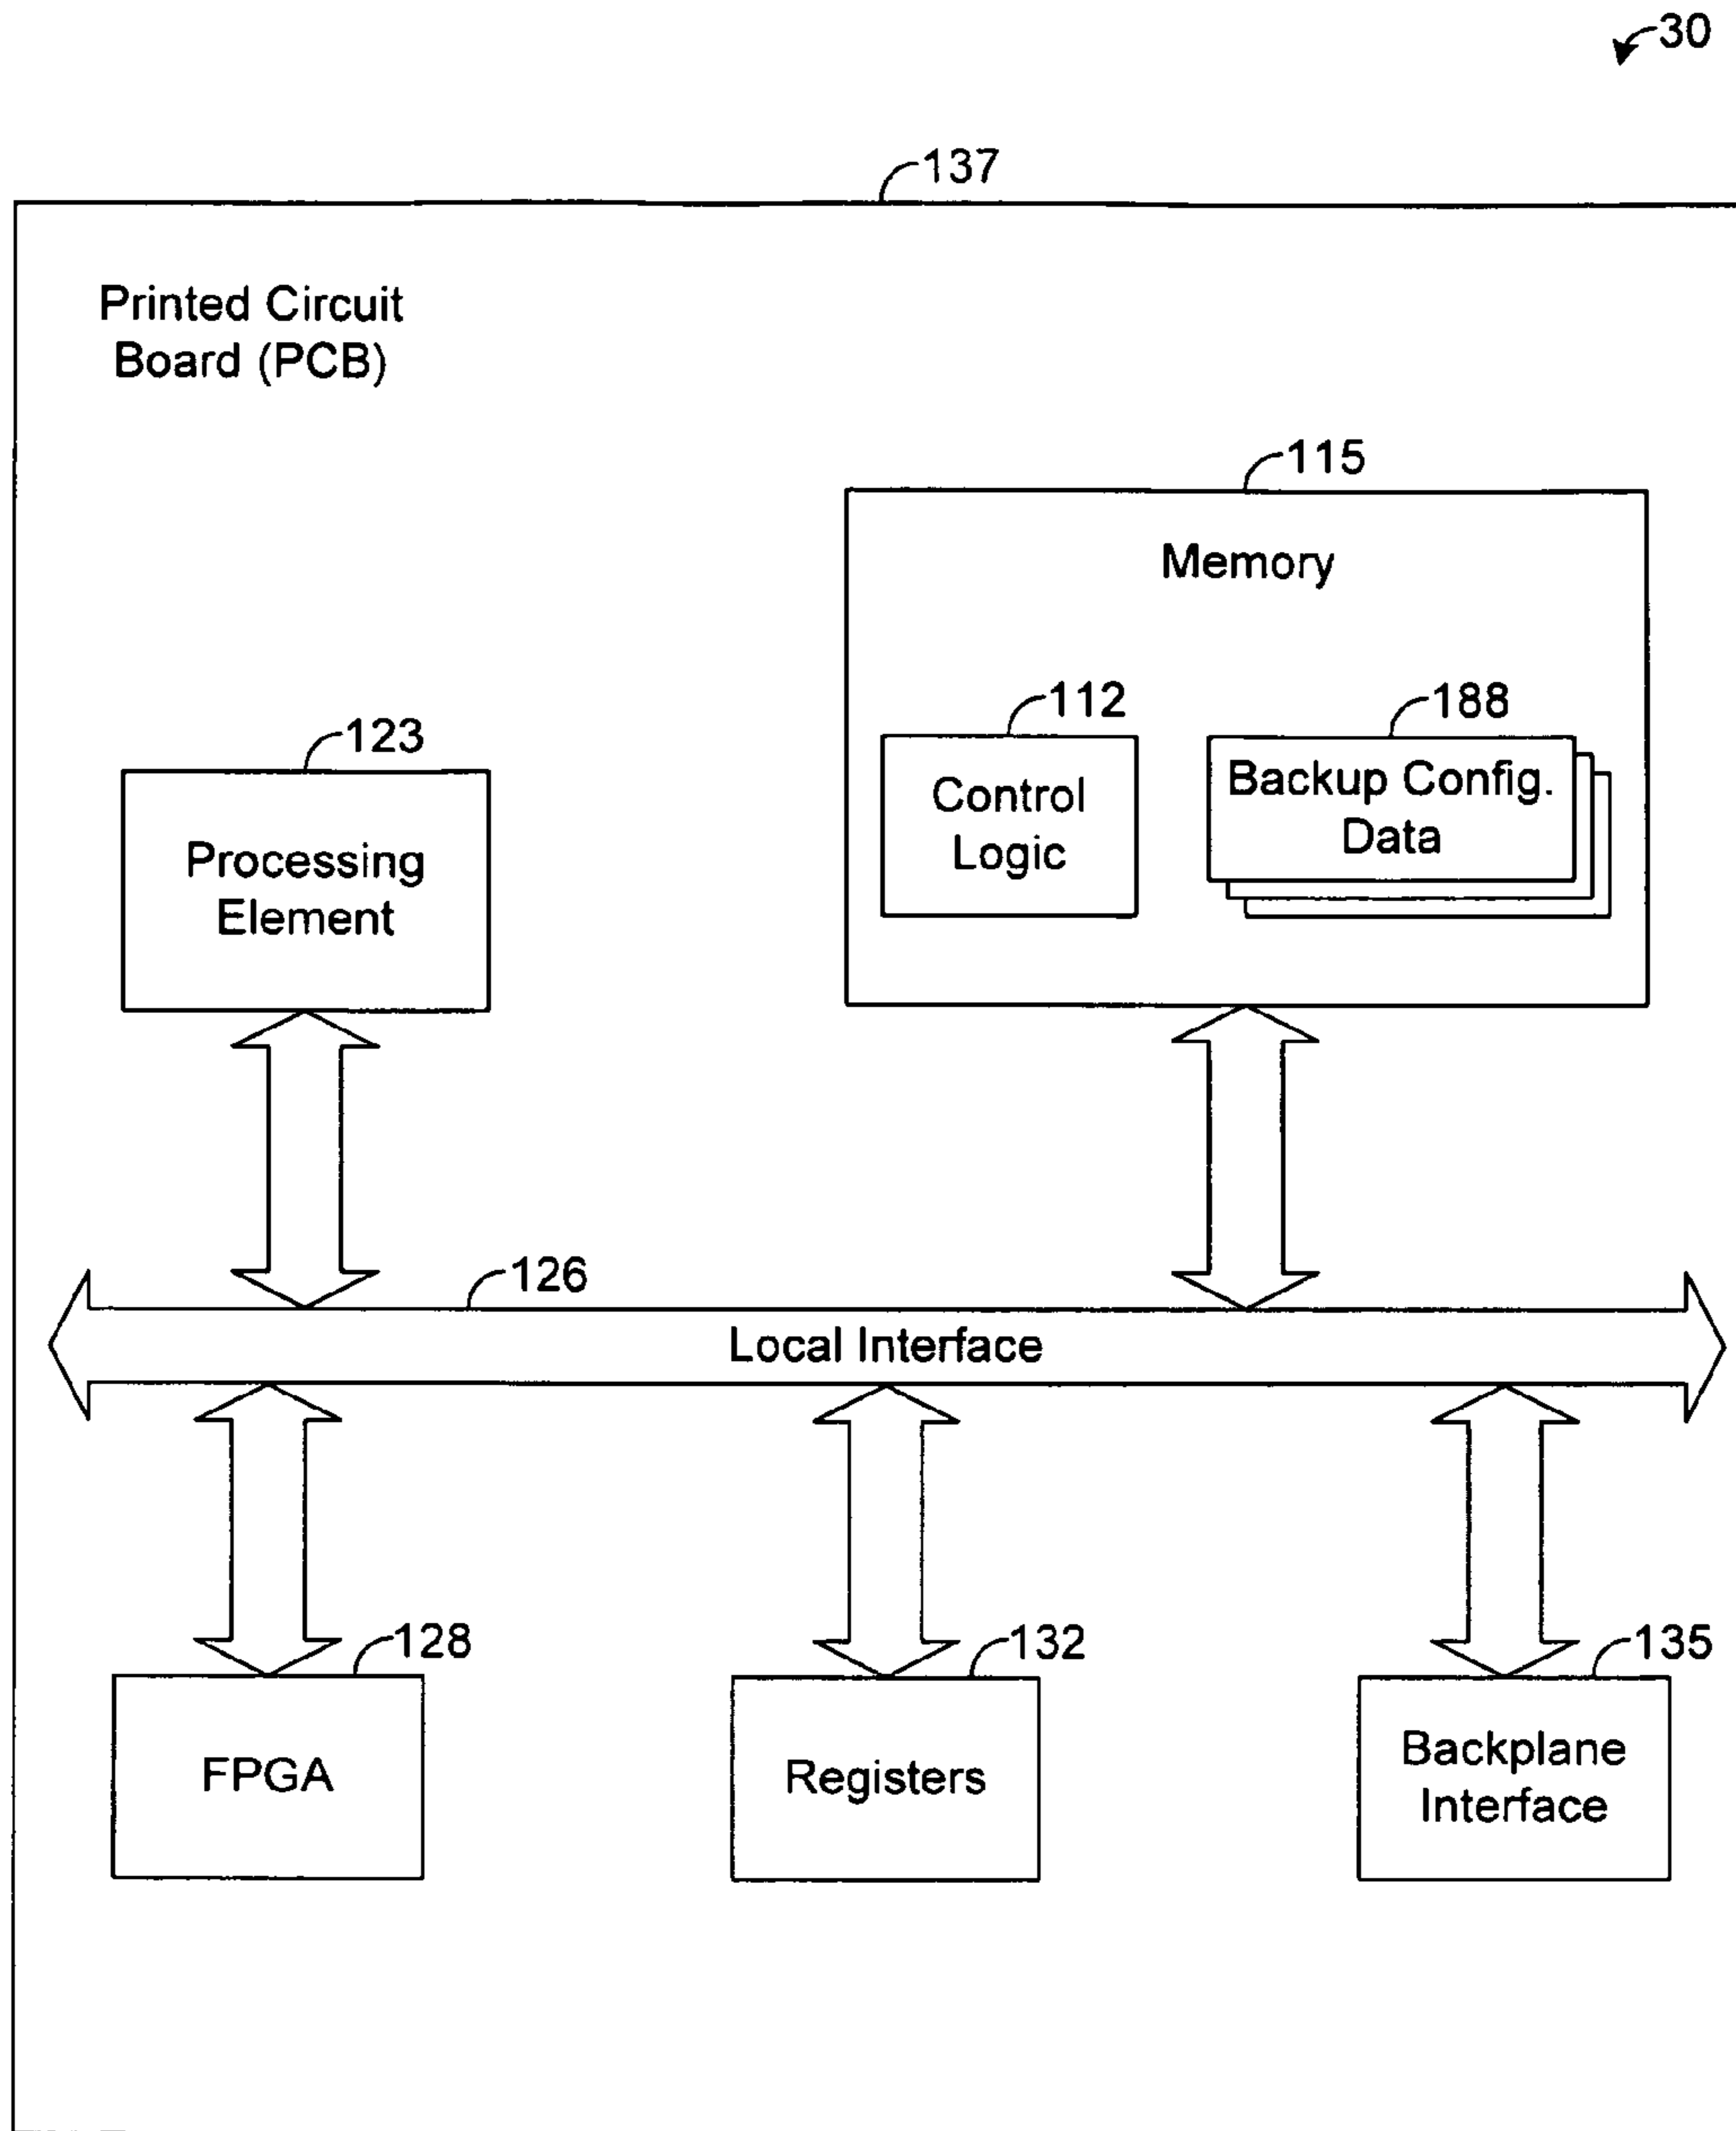 30
137
Printed Circuit
Board (PCB)
115
Memory
112
188
Control
Logic
Backup Config.
Data
123
Processing
Element
126
Local Interface
128
132
135
FPGA
Registers
Backplane
Interface